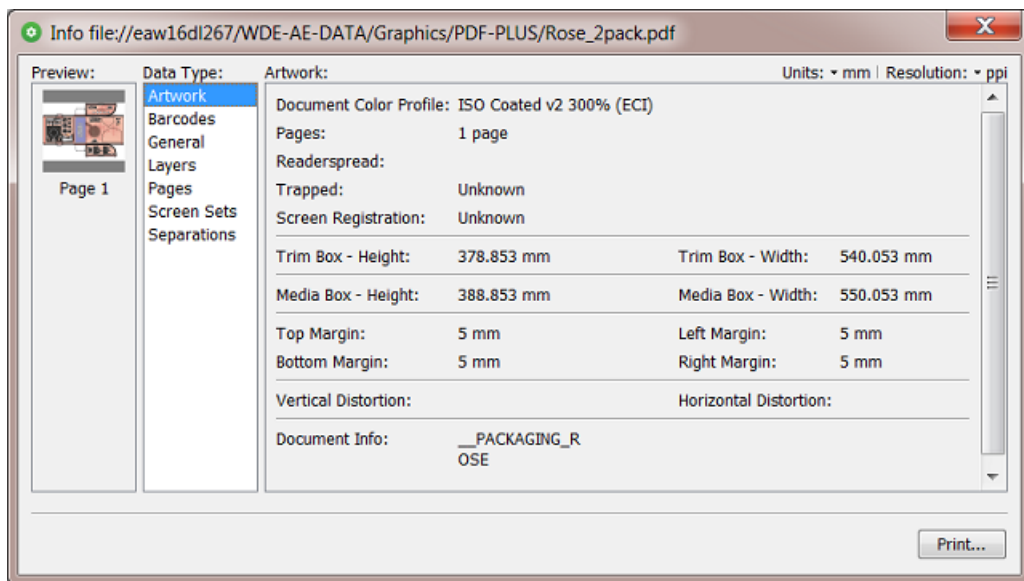 Info file://eaw16dl267/WDE-AE-DATA/Graphics/PDF-PLUS/Rose_2pack.pdf
Preview:
Page 1
Data Type:
Artwork
Barcodes
General
Layers
Pages
Screen Sets
Separations
Artwork:
Units: mm | Resolution: ppi
Document Color Profile: ISO Coated v2 300% (ECI)
Pages: 1 page
Readerspread:
Trapped: Unknown
Screen Registration: Unknown
Trim Box - Height: 378.853 mm Trim Box - Width: 540.053 mm
Media Box - Height: 388.853 mm Media Box - Width: 550.053 mm
Top Margin: 5 mm Left Margin: 5 mm
Bottom Margin: 5 mm Right Margin: 5 mm
Vertical Distortion: Horizontal Distortion:
Document Info: __PACKAGING_R
OSE
Print...